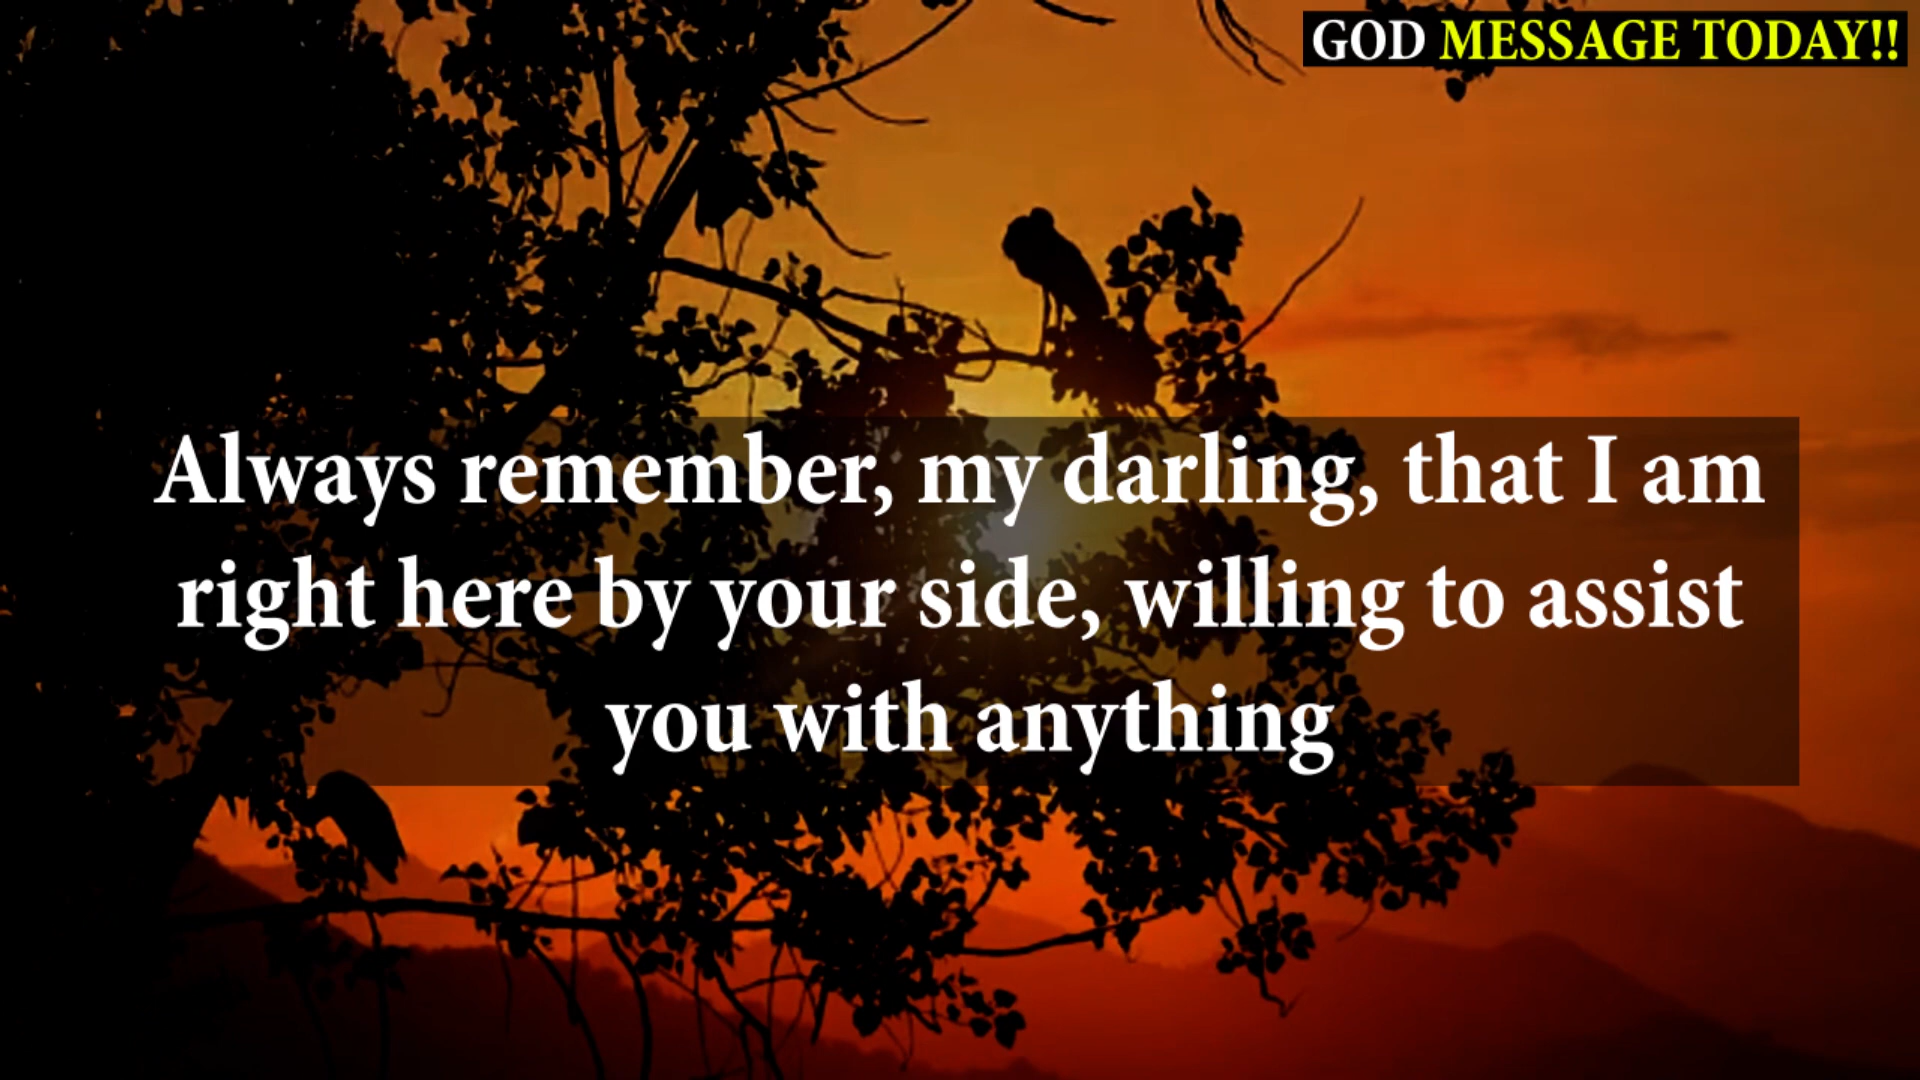 GOD MESSAGE TODAY!!
Always remember, my darling, that I am
right here by your side, willing to assist
you with anything